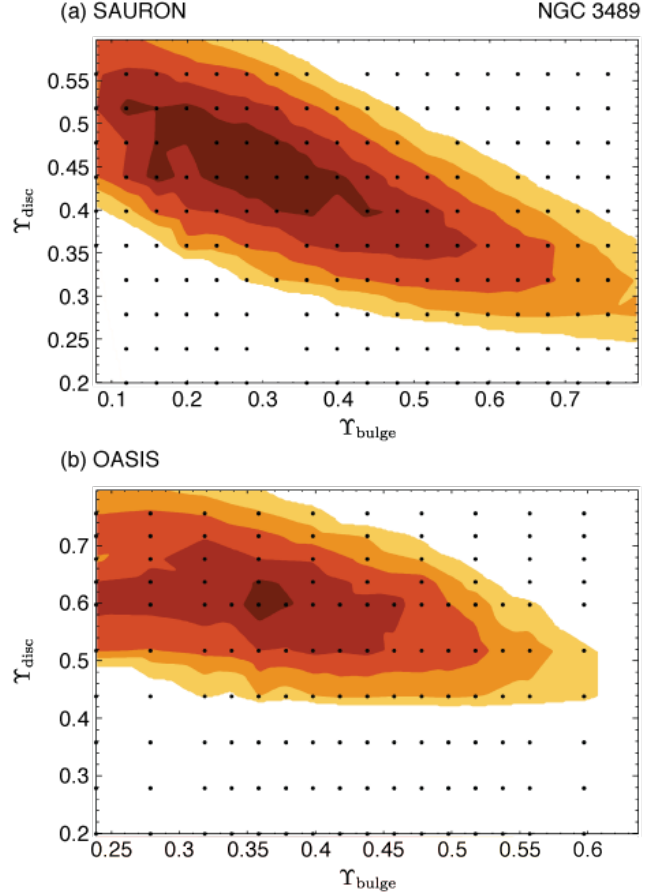 (a) SAURON NGC 3489
0.55
0.5
0.45
0.4
0.35
0.3
0.25
0.2
ϒdisc
0.1 0.2 0.3 0.4 0.5 0.6 0.7
ϒbulge
(b) OASIS
0.7
0.6
0.5
0.4
0.3
0.2
ϒdisc
0.25 0.3 0.35 0.4 0.45 0.5 0.55 0.6
ϒbulge